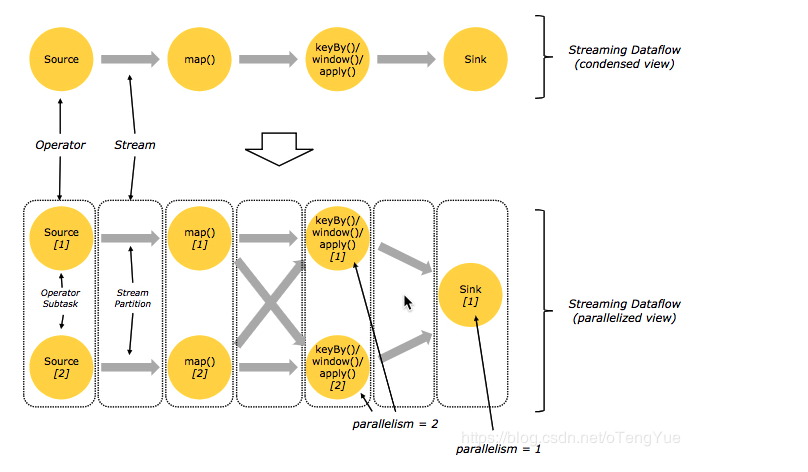 Source
map()
keyBy()/
window()/
apply()
Sink
Streaming Dataflow
(condensed view)
Operator
Stream
Source
[1]
map()
[1]
keyBy()/
window()/
apply()
[1]
Operator
Subtask
Stream
Partition
Sink
[1]
Streaming Dataflow
(parallelized view)
Source
[2]
map()
[2]
keyBy()/
window()/
apply()
[2]
parallelism = 2
parallelism = 1
https://blog.csdn.net/oTengYue